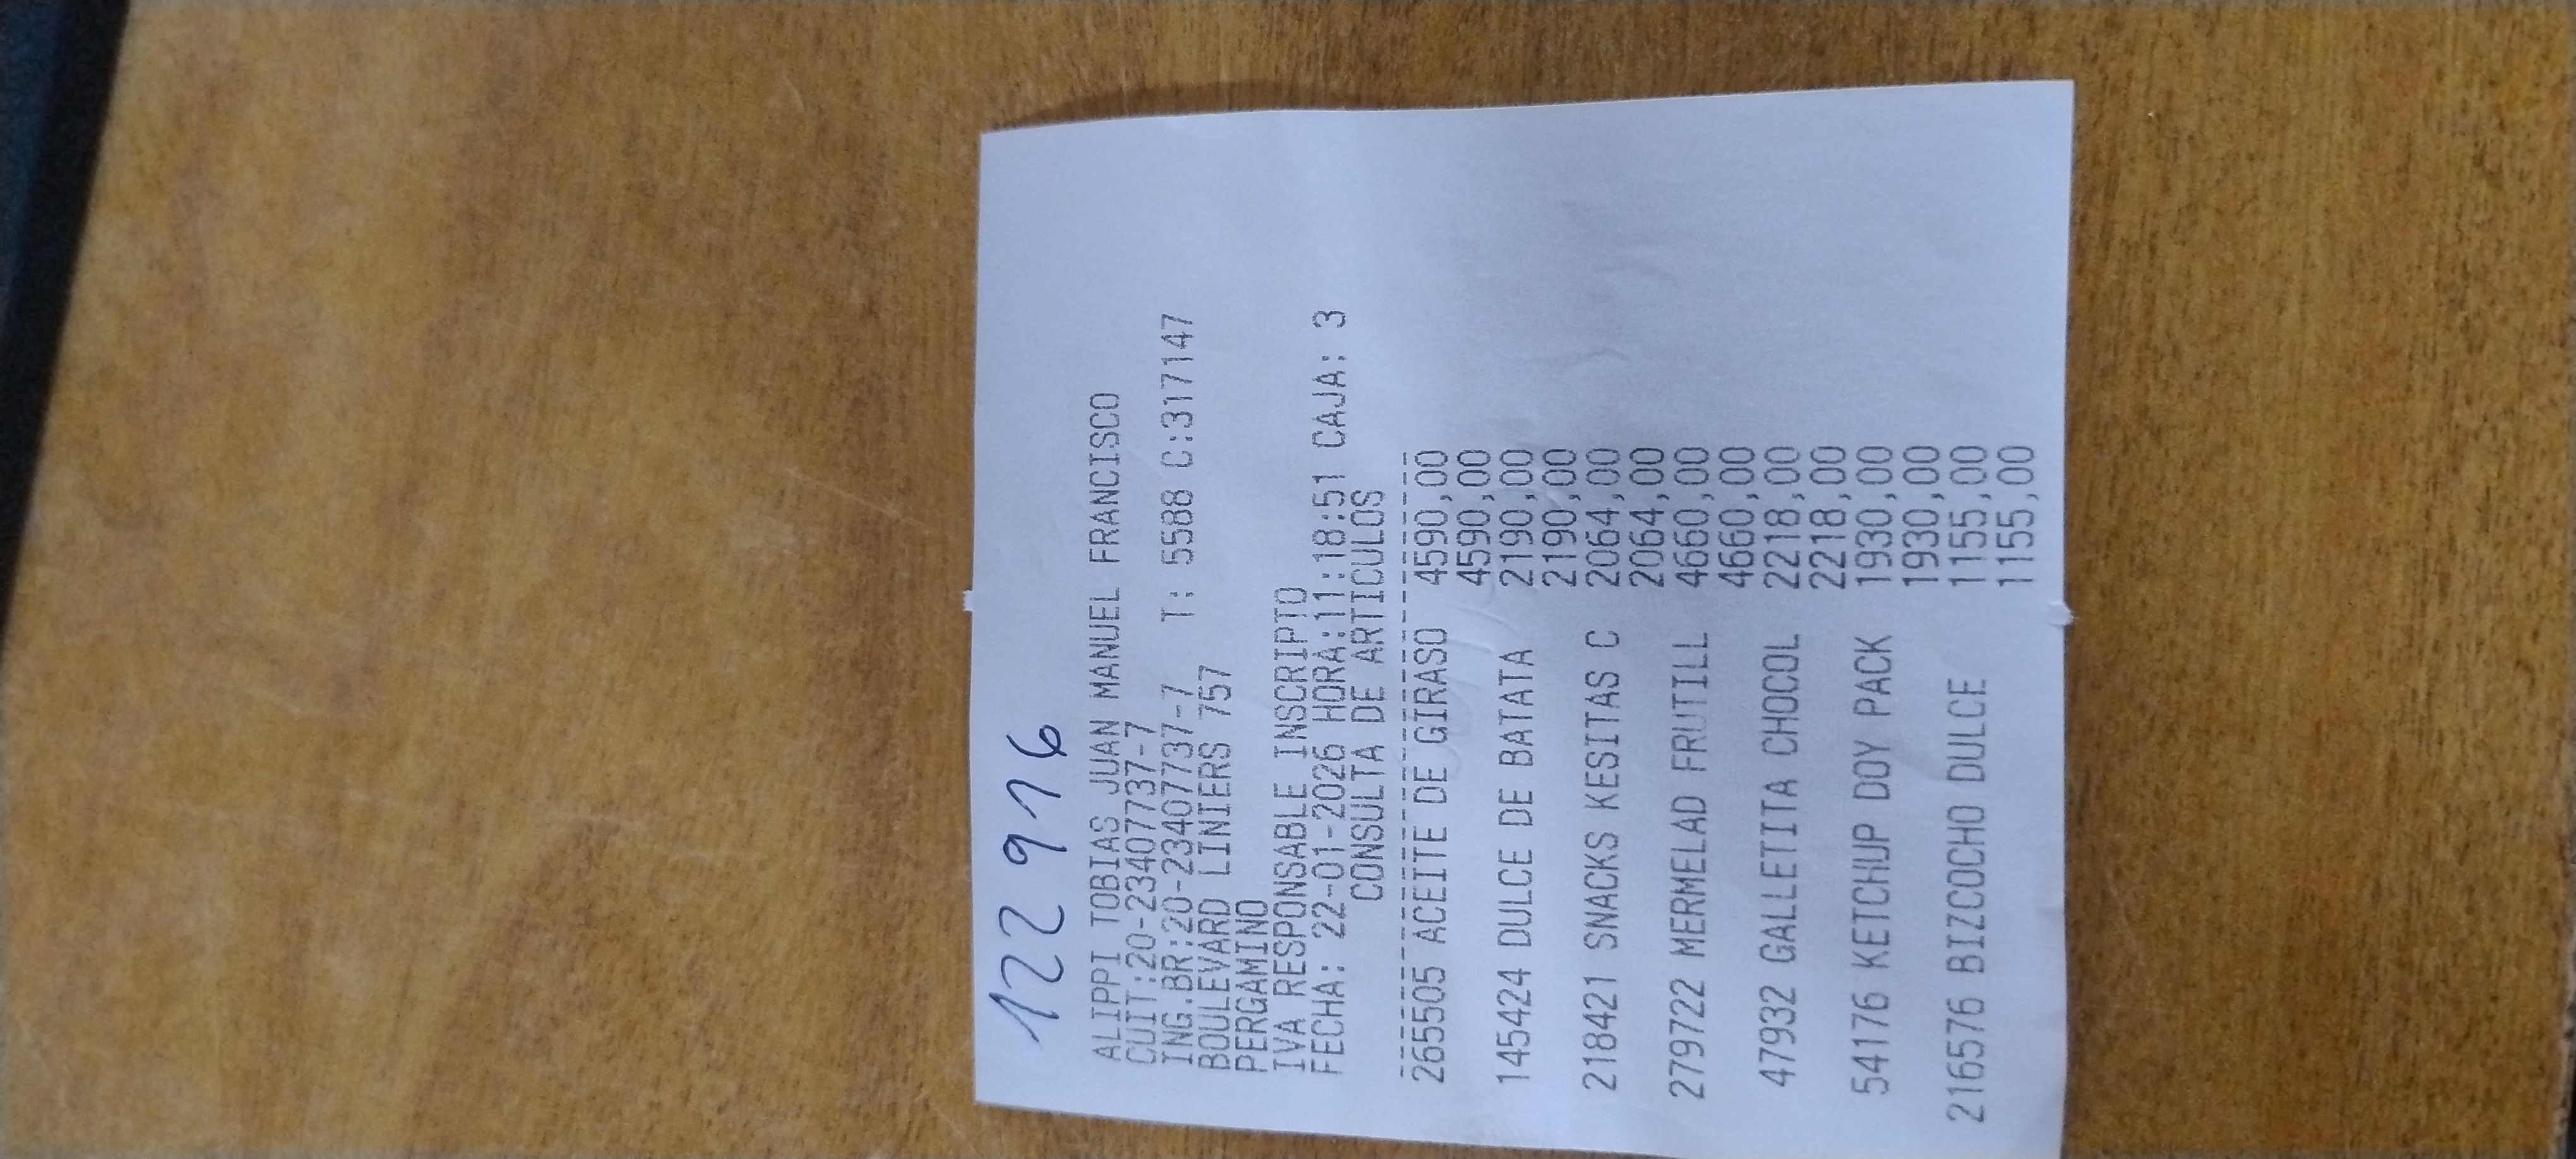 122916
ALIPPI TOBIAS JUAN MANUEL FRANCISCO
CUIT:20-23407737-7
ING.BR:20-23407737-7 T: 5588 C:317147
BOULEVARD LINIERS 757
PERGAMINO
IVA RESPONSABLE INSCRIPTO
FECHA: 22-01-2026 HORA:11:18:51 CAJA: 3
CONSULTA DE ARTICULOS
265505 ACEITE DE GIRASO 4590,00
4590,00
145424 DULCE DE BATATA 2190,00
2190,00
218421 SNACKS KESITAS C 2064,00
2064,00
279722 MERMELAD FRUTILL 4660,00
4660,00
47932 GALLETITA CHOCOL 2218,00
2218,00
54176 KETCHUP DOY PACK 1930,00
1930,00
216576 BIZCOCHO DULCE 1155,00
1155,00